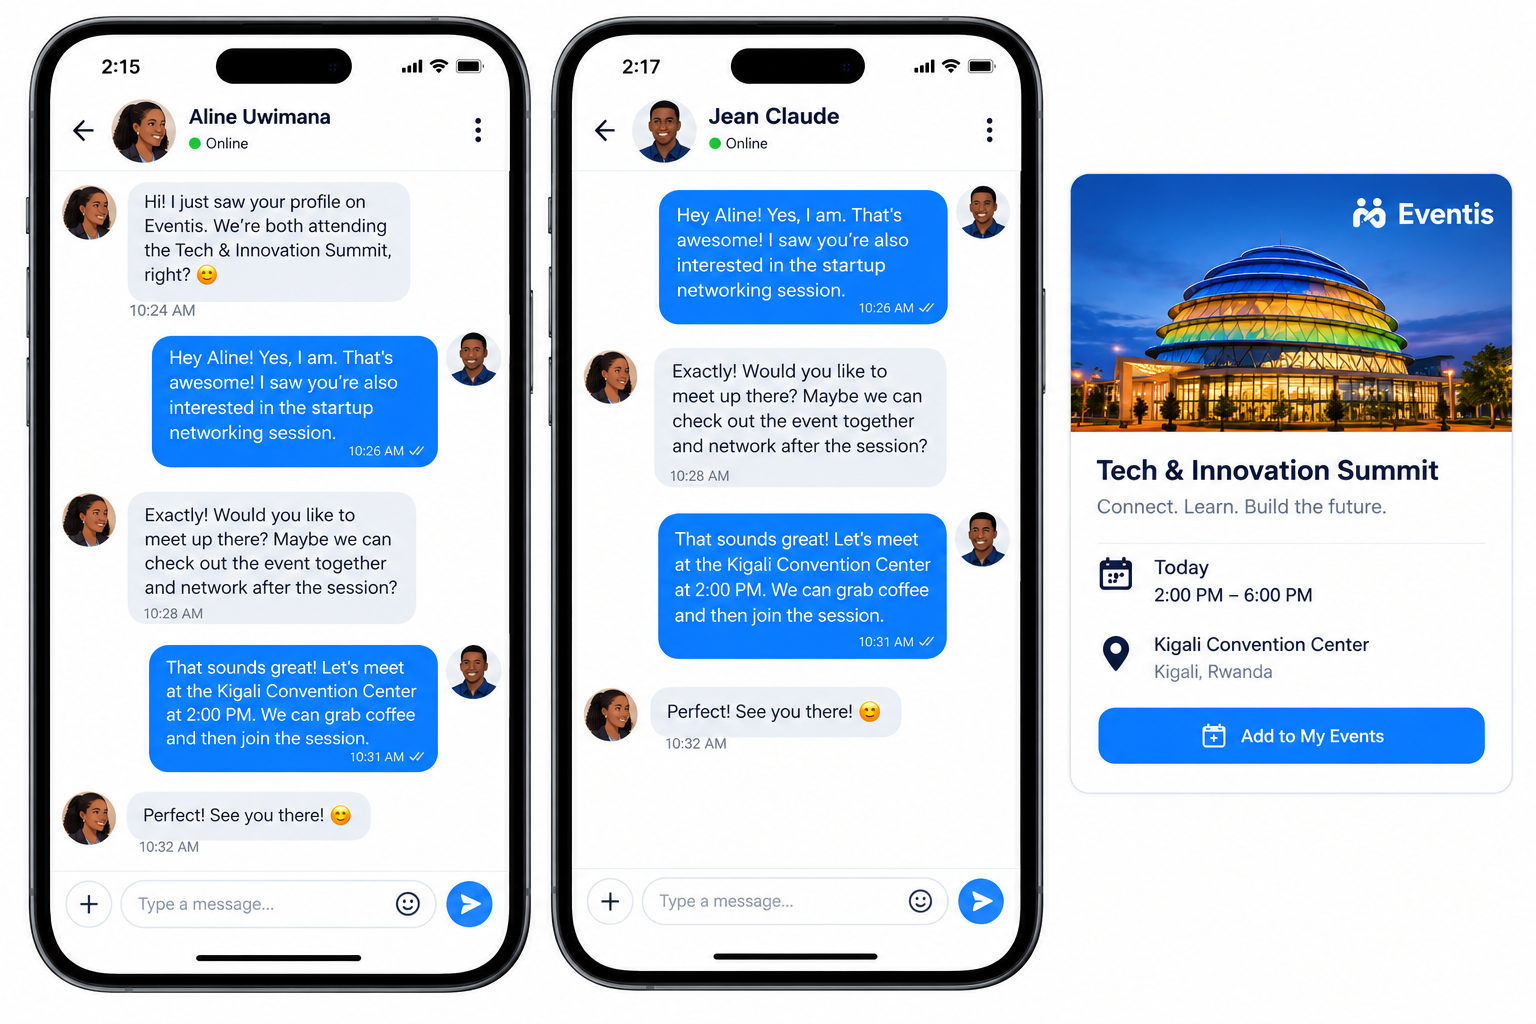 2:15
Aline Uwimana
Online
Hi! I just saw your profile on
Eventis. We're both attending
the Tech & Innovation Summit,
right? 😊
10:24 AM
Hey Aline! Yes, I am. That's
awesome! I saw you're also
interested in the startup
networking session.
10:26 AM
Exactly! Would you like to
meet up there? Maybe we can
check out the event together
and network after the session?
10:28 AM
That sounds great! Let's meet
at the Kigali Convention Center
at 2:00 PM. We can grab coffee
and then join the session.
10:31 AM
Perfect! See you there! 😊
10:32 AM
Type a message...
2:17
Jean Claude
Online
Hey Aline! Yes, I am. That's
awesome! I saw you're also
interested in the startup
networking session.
10:26 AM
Exactly! Would you like to
meet up there? Maybe we can
check out the event together
and network after the session?
10:28 AM
That sounds great! Let's meet
at the Kigali Convention Center
at 2:00 PM. We can grab coffee
and then join the session.
10:31 AM
Perfect! See you there! 😊
10:32 AM
Type a message...
Eventis
Tech & Innovation Summit
Connect. Learn. Build the future.
Today
2:00 PM – 6:00 PM
Kigali Convention Center
Kigali, Rwanda
Add to My Events